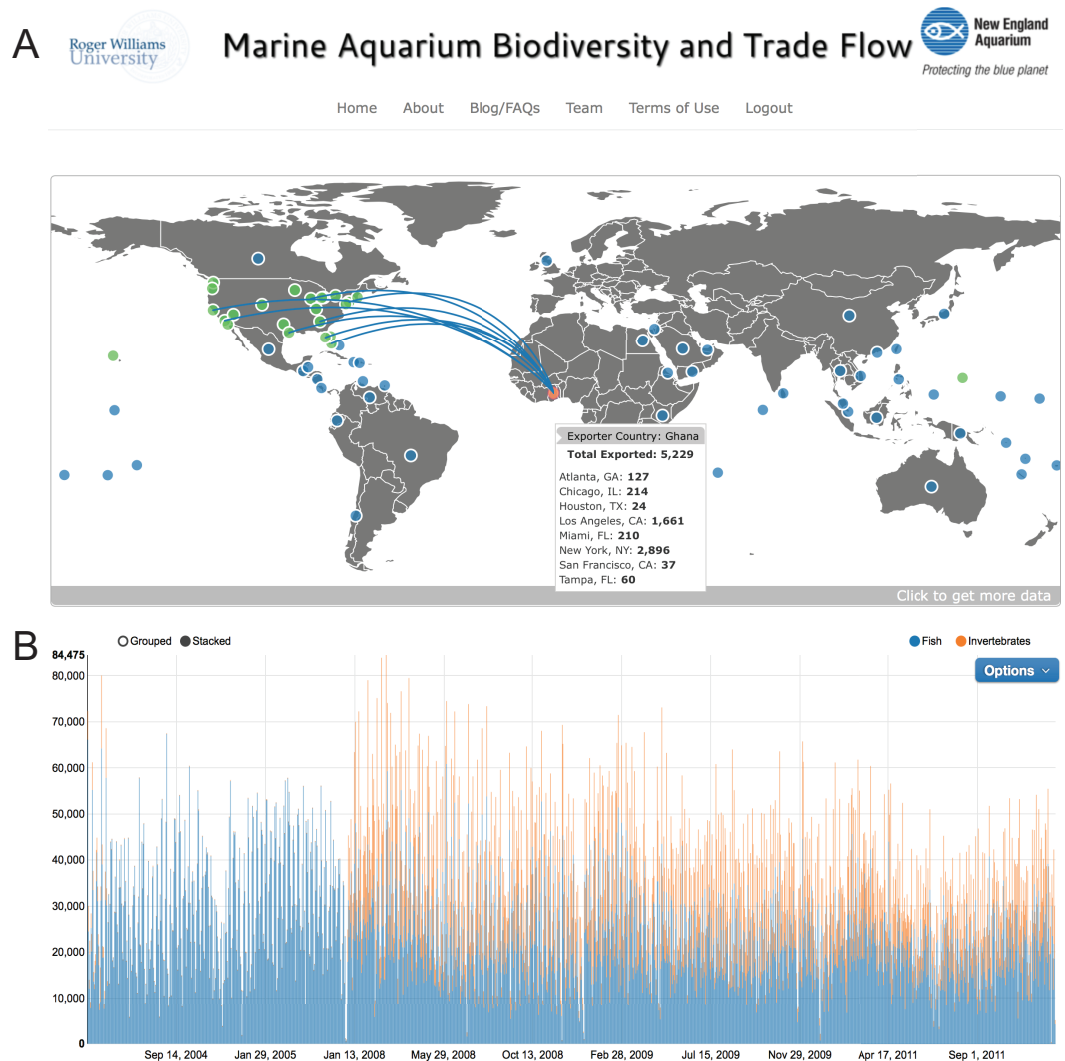 A
Roger Williams
University
Marine Aquarium Biodiversity and Trade Flow
New England
Aquarium
Protecting the blue planet
Home About Blog/FAQs Team Terms of Use Logout
Exporter Country: Ghana
Total Exported: 5,229
Atlanta, GA: 127
Chicago, IL: 214
Houston, TX: 24
Los Angeles, CA: 1,661
Miami, FL: 210
New York, NY: 2,896
San Francisco, CA: 37
Tampa, FL: 60
Click to get more data
B
Grouped Stacked
Fish Invertebrates
Options
84,475
80,000
70,000
60,000
50,000
40,000
30,000
20,000
10,000
0
Sep 14, 2004 Jan 29, 2005 Jan 13, 2008 May 29, 2008 Oct 13, 2008 Feb 28, 2009 Jul 15, 2009 Nov 29, 2009 Apr 17, 2011 Sep 1, 2011